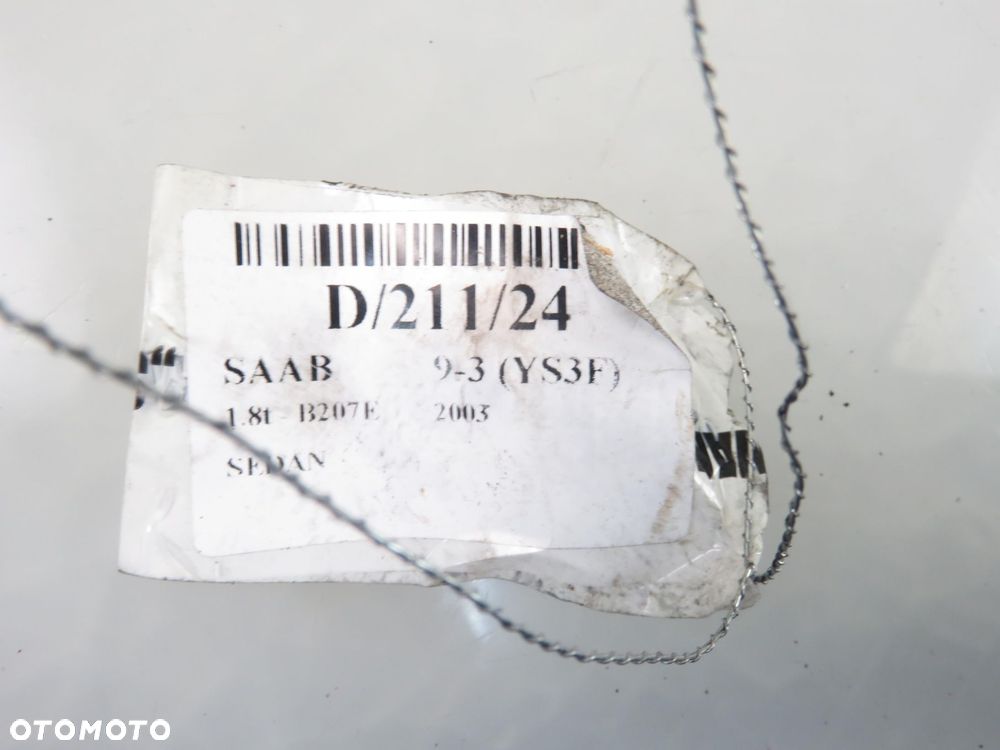 D/211/24
SAAB 9-3 (YS3F)
1.8t - B207E 2003
SEDAN
OTOMOTO